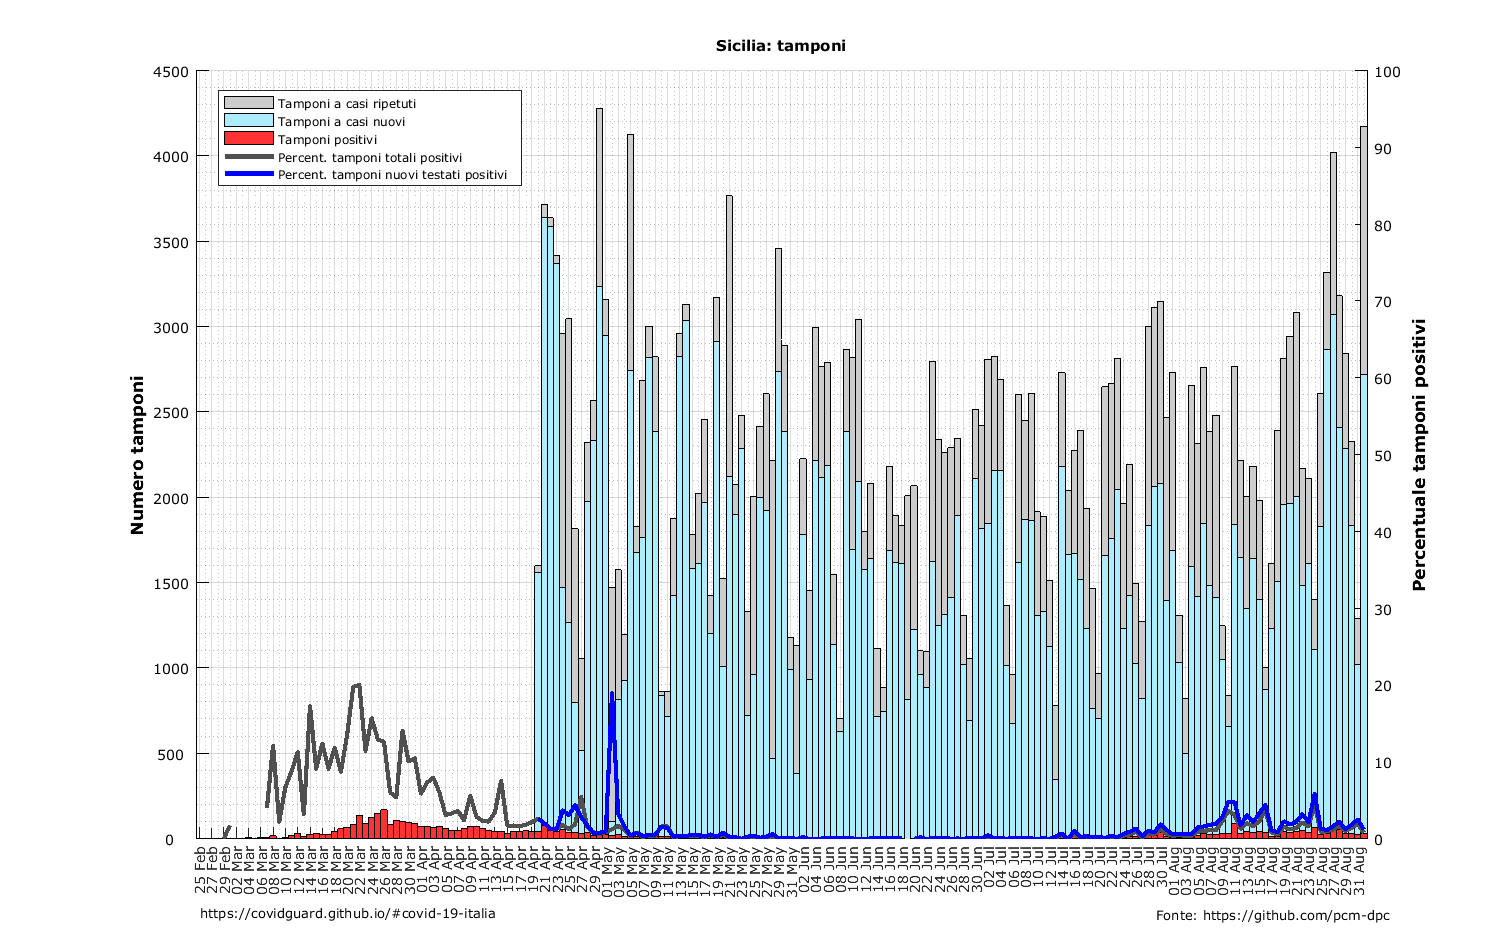 Sicilia: tamponi
Tamponi a casi ripetuti
Tamponi a casi nuovi
Tamponi positivi
Percent. tamponi totali positivi
Percent. tamponi nuovi testati positivi
Numero tamponi
4500
4000
3500
3000
2500
2000
1500
1000
500
0
Percentuale tamponi positivi
100
90
80
70
60
50
40
30
20
10
0
25 Feb
27 Feb
29 Feb
02 Mar
04 Mar
06 Mar
08 Mar
10 Mar
12 Mar
14 Mar
16 Mar
18 Mar
20 Mar
22 Mar
24 Mar
26 Mar
28 Mar
30 Mar
01 Apr
03 Apr
05 Apr
07 Apr
09 Apr
11 Apr
13 Apr
15 Apr
17 Apr
19 Apr
21 Apr
23 Apr
25 Apr
27 Apr
29 Apr
01 May
03 May
05 May
07 May
09 May
11 May
13 May
15 May
17 May
19 May
21 May
23 May
25 May
27 May
29 May
31 May
02 Jun
04 Jun
06 Jun
08 Jun
10 Jun
12 Jun
14 Jun
16 Jun
18 Jun
20 Jun
22 Jun
24 Jun
26 Jun
28 Jun
30 Jun
02 Jul
04 Jul
06 Jul
08 Jul
10 Jul
12 Jul
14 Jul
16 Jul
18 Jul
20 Jul
22 Jul
24 Jul
26 Jul
28 Jul
30 Jul
01 Aug
03 Aug
05 Aug
07 Aug
09 Aug
11 Aug
13 Aug
15 Aug
17 Aug
19 Aug
21 Aug
23 Aug
25 Aug
27 Aug
29 Aug
31 Aug
https://covidguard.github.io/#covid-19-italia
Fonte: https://github.com/pcm-dpc